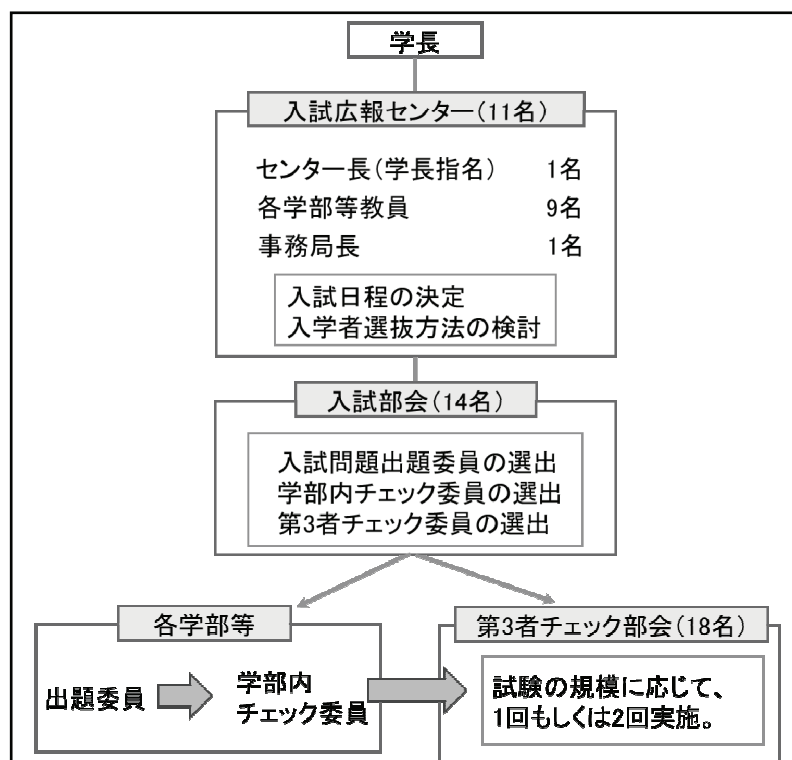 学長
入試広報センター(11名)
センター長(学長指名) 1名
各学部等教員 9名
事務局長 1名
入試日程の決定
入学者選抜方法の検討
入試部会(14名)
入試問題出題委員の選出
学部内チェック委員の選出
第3者チェック委員の選出
各学部等
出題委員
学部内
チェック委員
第3者チェック部会(18名)
試験の規模に応じて、
1回もしくは2回実施。